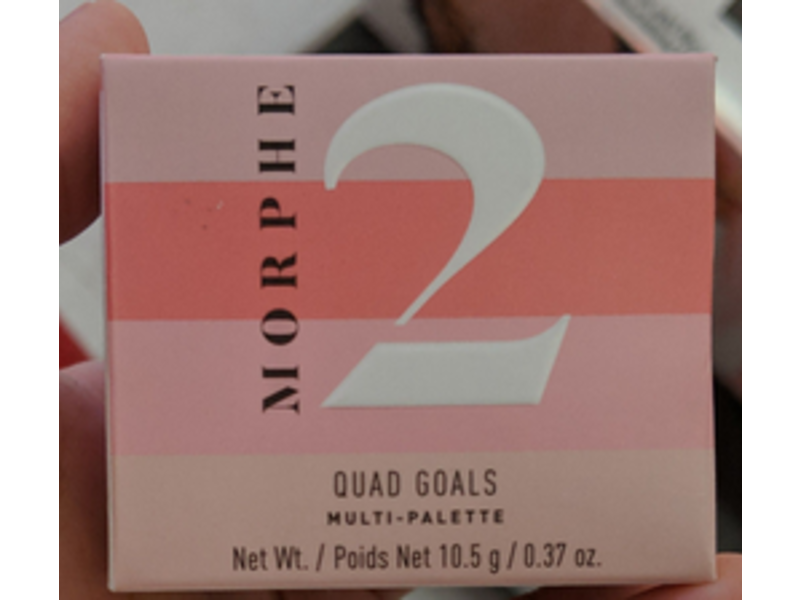 MORPHE
2
QUAD GOALS
MULTI-PALETTE
Net Wt. / Poids Net 10.5 g / 0.37 oz.